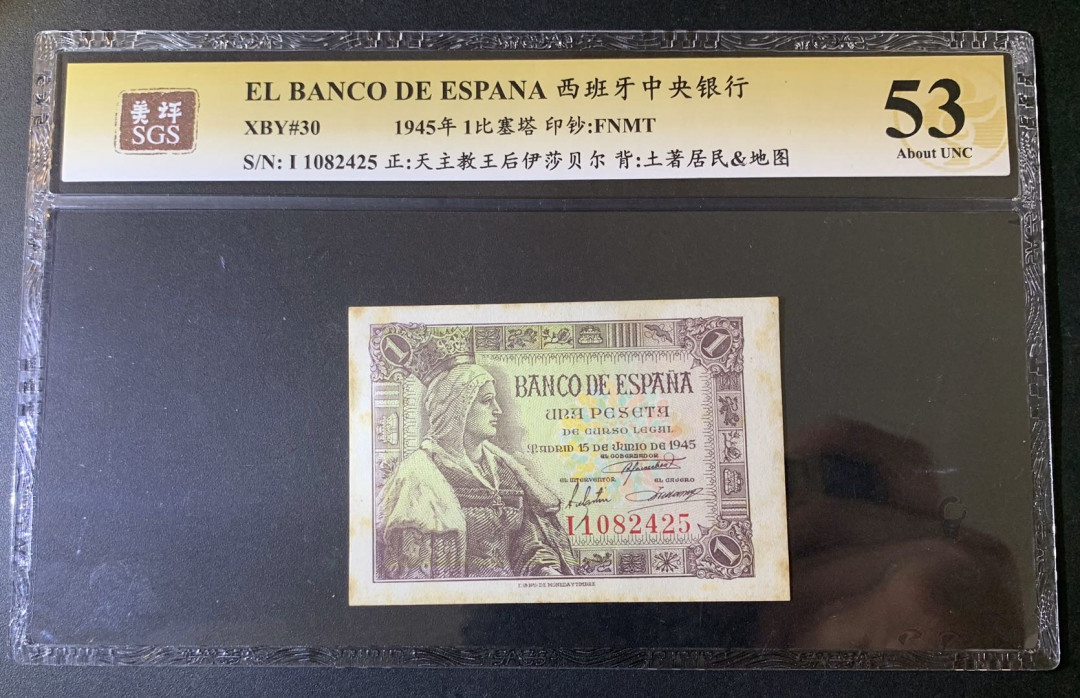 美评
SGS
EL BANCO DE ESPANA 西班牙中央银行
XBY#30 1945年 1比塞塔 印钞:FNMT
S/N: I 1082425 正:天主教王后伊莎贝尔 背:土著居民&地图
53
About UNC
1 1
BANCO DE ESPAÑA
UNA PESETA
DE CURSO LEGAL
MADRID 15 DE JUNIO DE 1945
EL GOBERNADOR
EL INTERVENTOR EL CAJERO
I1082425
1